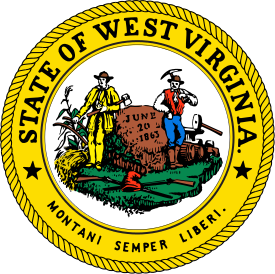 STATE OF WEST VIRGINIA.
JUNE
20
1863
MONTANI SEMPER LIBERI.